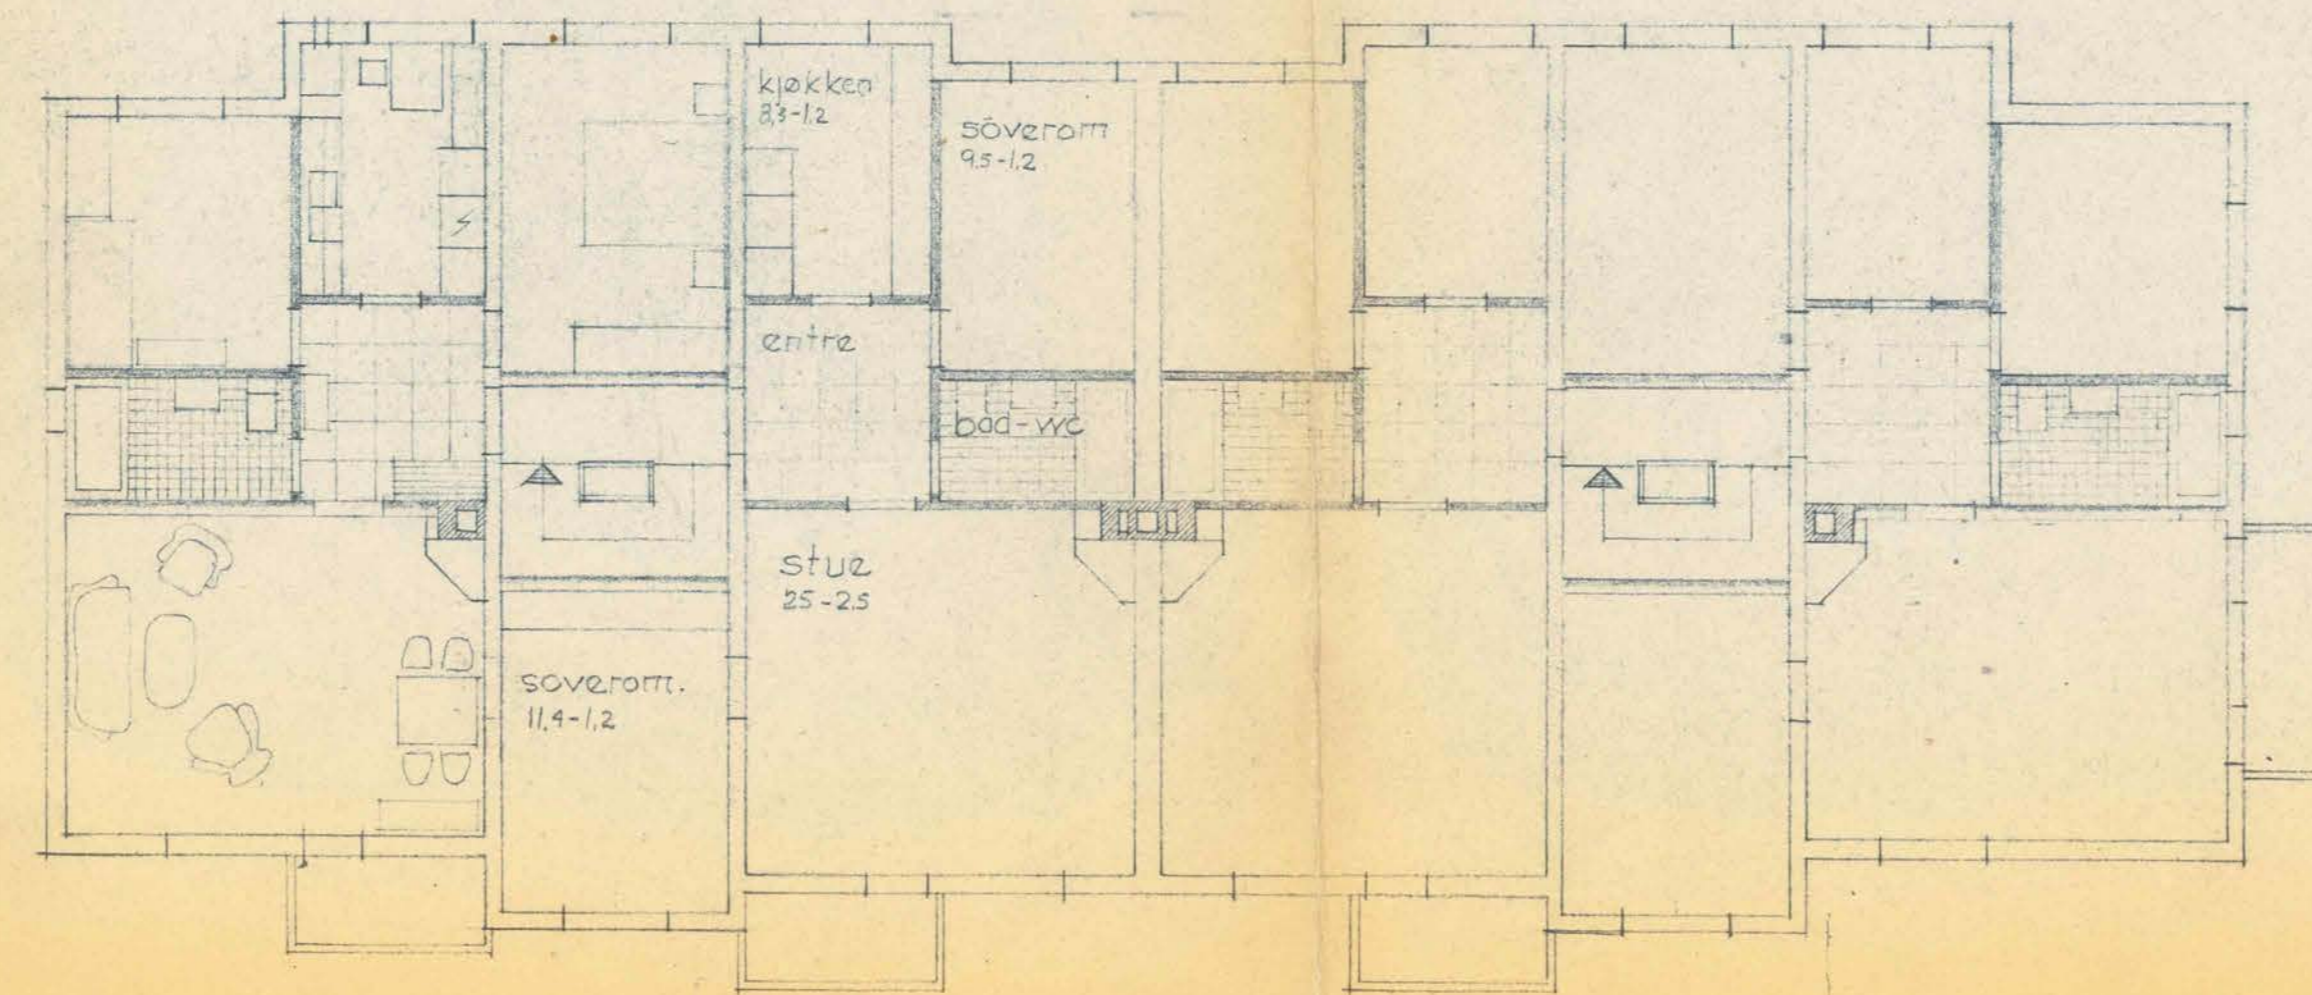 kjøkken
8,3-1.2
soverom
9.5-1.2
entre
bad-wc
stue
25-2.5
soverom.
11.4-1.2